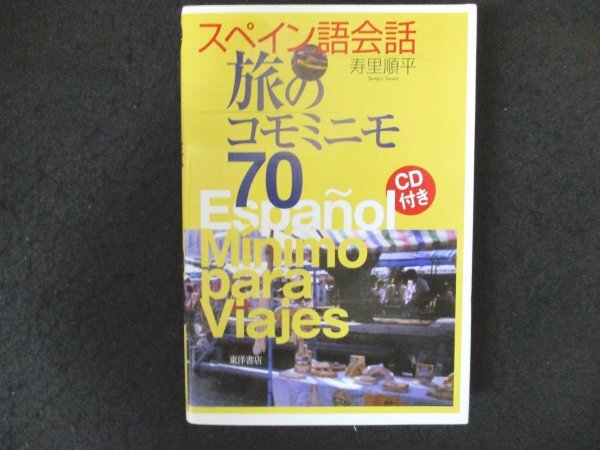 スペイン語会話
寿里順平
旅の
コモミニモ
70
CD
付き
Español
Mínimo
para
Viajes
東洋書店